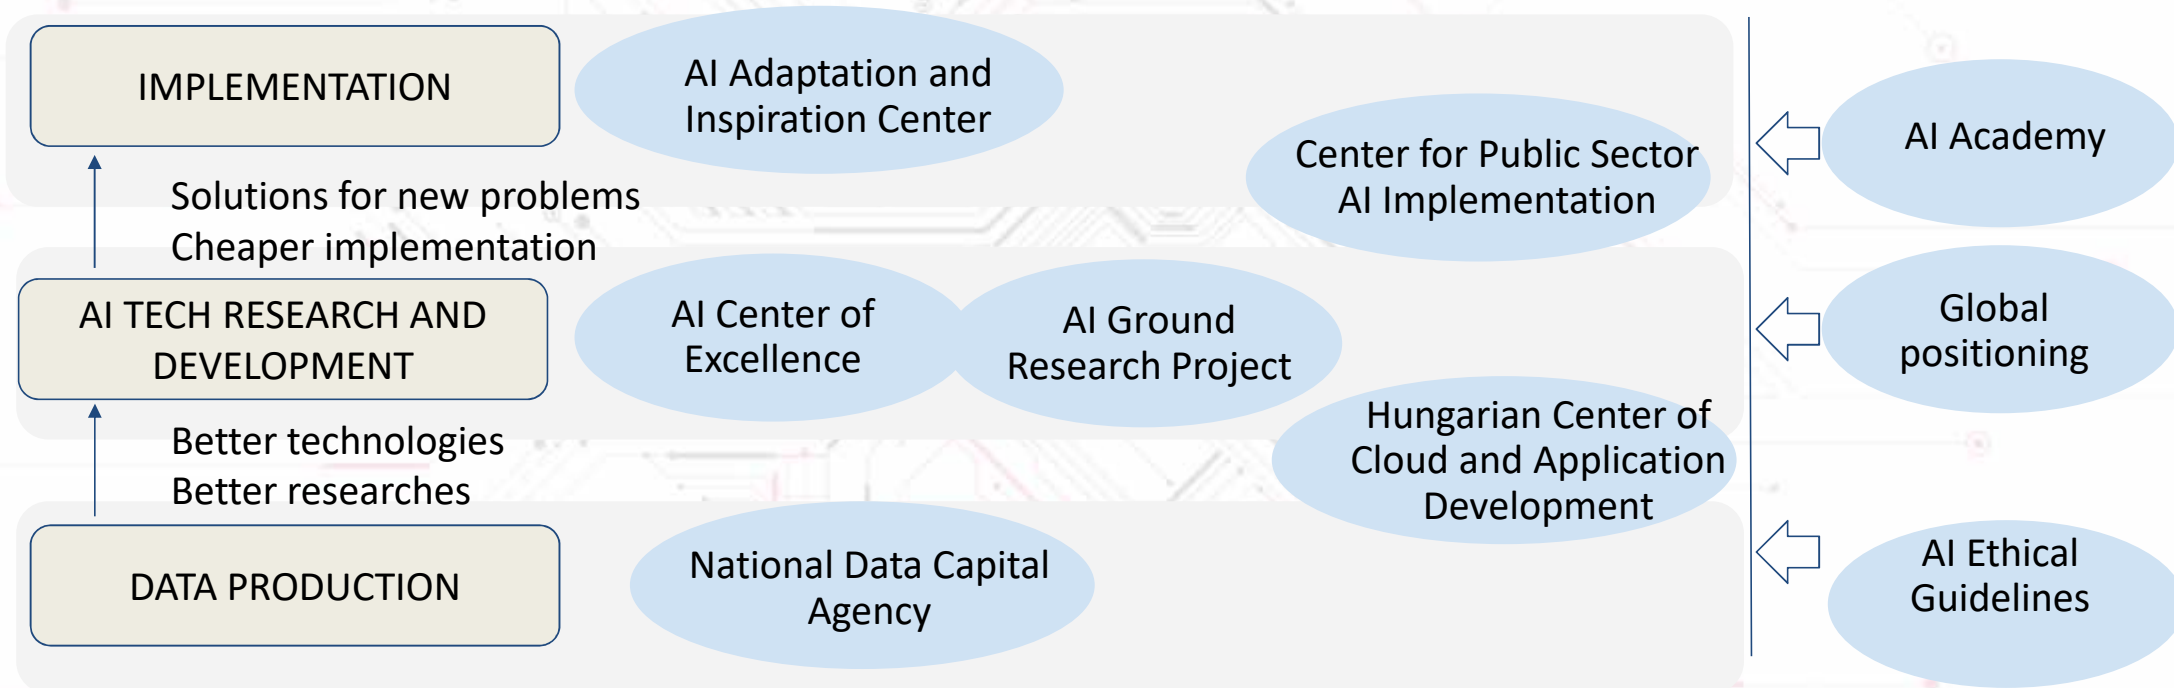 IMPLEMENTATION
AI Adaptation and
Inspiration Center
Center for Public Sector
AI Implementation
AI Academy
Solutions for new problems
Cheaper implementation
AI TECH RESEARCH AND
DEVELOPMENT
AI Center of
Excellence
AI Ground
Research Project
Global
positioning
Hungarian Center of
Cloud and Application
Development
Better technologies
Better researches
DATA PRODUCTION
National Data Capital
Agency
AI Ethical
Guidelines